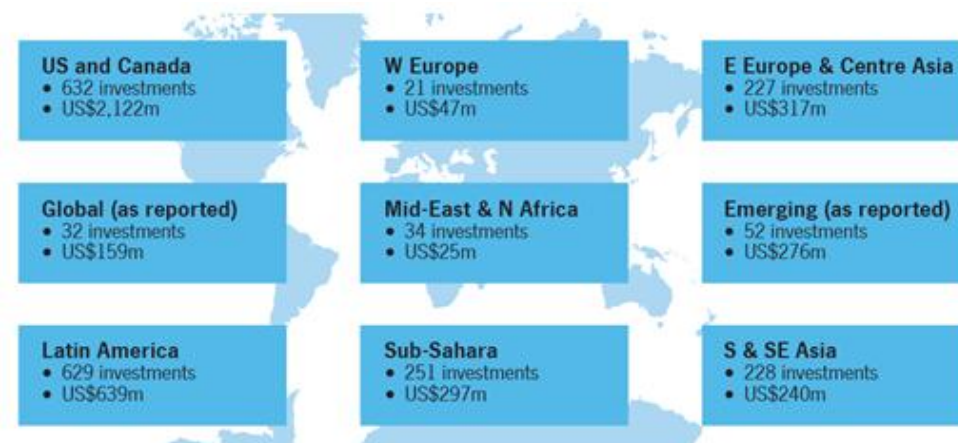 US and Canada
• 632 investments
• US$2,122m
W Europe
• 21 investments
• US$47m
E Europe & Centre Asia
• 227 investments
• US$317m
Global (as reported)
• 32 investments
• US$159m
Mid-East & N Africa
• 34 investments
• US$25m
Emerging (as reported)
• 52 investments
• US$276m
Latin America
• 629 investments
• US$639m
Sub-Sahara
• 251 investments
• US$297m
S & SE Asia
• 228 investments
• US$240m